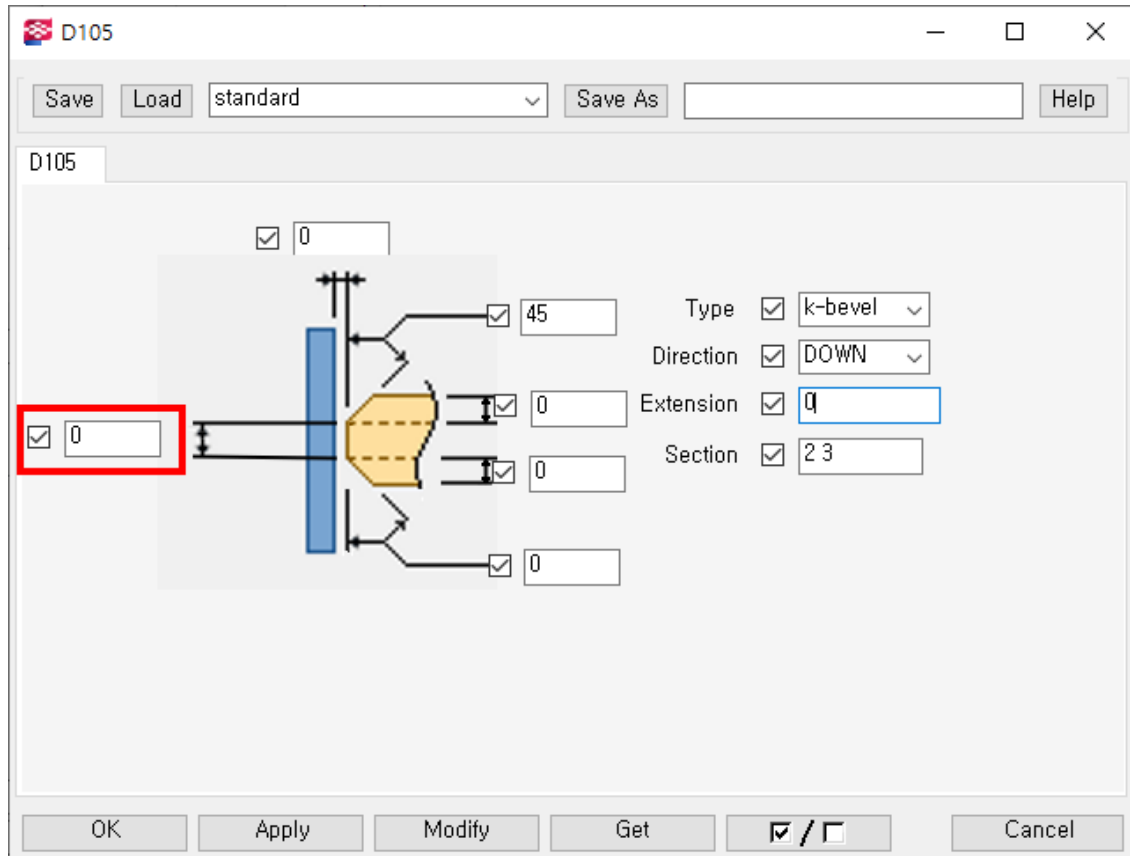 D105
Save Load standard Save As Help
D105
0
45 Type k-bevel
Direction DOWN
0 Extension 0
0
0 Section 2 3
0
OK Apply Modify Get / Cancel